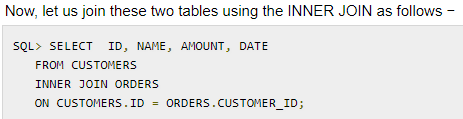 Now, let us join these two tables using the INNER JOIN as follows −
SQL> SELECT  ID, NAME, AMOUNT, DATE
   FROM CUSTOMERS
   INNER JOIN ORDERS
   ON CUSTOMERS.ID = ORDERS.CUSTOMER_ID;